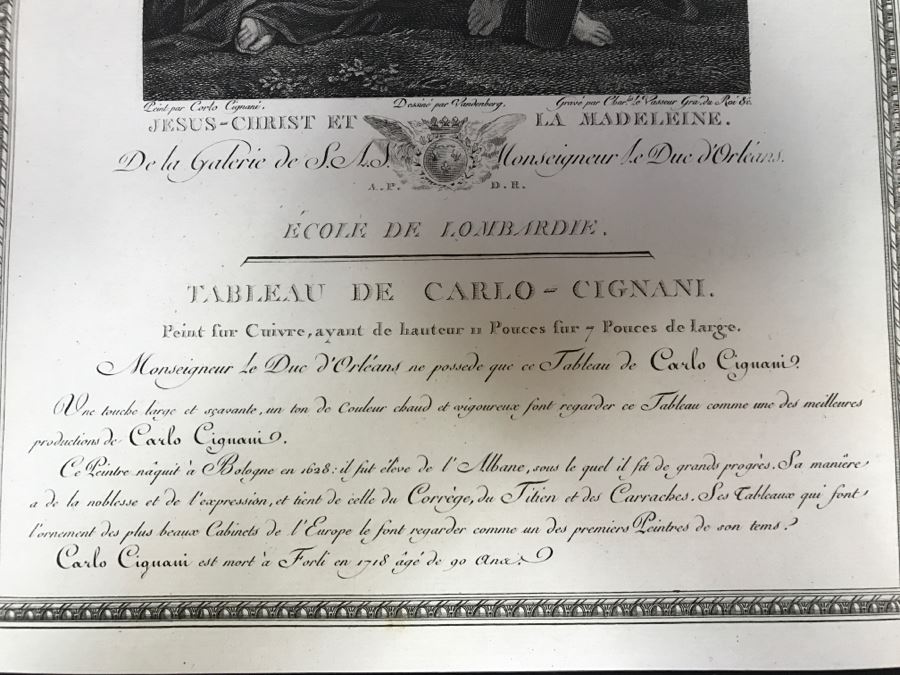 Peint par Carlo Cignani. Dessiné par Vandenberg. Gravé par Char. le Vasseur Gra. du Roi &c.
JESUS-CHRIST ET LA MADELEINE.
De la Galerie de S.A.S. Monseigneur Le Duc d'Orléans.
A.P. D.R.
ÉCOLE DE LOMBARDIE.
TABLEAU DE CARLO-CIGNANI.
Peint sur Cuivre, ayant de hauteur 11 Pouces sur 7 Pouces de large.
Monseigneur Le Duc d'Orléans ne possede que ce Tableau de Carlo Cignani.
Une touche large et sçavante, un ton de Couleur chaud et vigoureux font regarder ce Tableau comme une des meilleures
productions de Carlo Cignani.
Ce Peintre náquit à Bologne en 1628: il fut élève de l'Albane, sous le quel il fit de grands progrès. Sa manière
a de la noblesse et de l'expression, et tient de celle du Corrège, du Titien et des Carraches. Ses Tableaux qui font
l'ornement des plus beaux Cabinets de l'Europe le font regarder comme un des premiers Peintres de son tems.
Carlo Cignani est mort à Forli en 1718 âgé de 90 Ans.